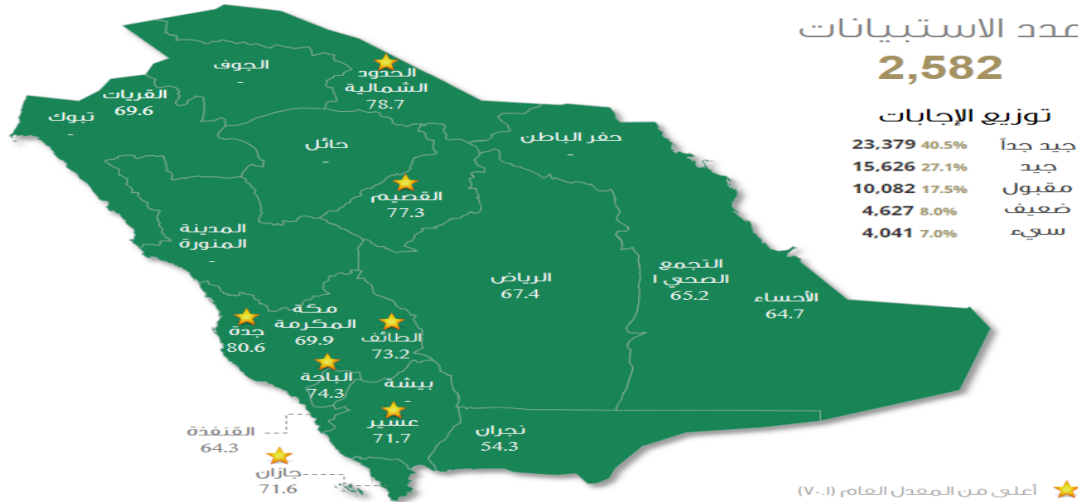 عدد الاستبيانات
2,582
توزيع الإجابات
جيد جداً 40.5% 23,379
جيد 27.1% 15,626
مقبول 17.5% 10,082
ضعيف 8.0% 4,627
سيء 7.0% 4,041
الحدود
الشمالية
78.7
الجوف
-
القريات
69.6
تبوك
-
حفر الباطن
-
حائل
-
القصيم
77.3
المدينة
المنورة
-
التجمع
الصحي ١
65.2
الأحساء
64.7
الرياض
67.4
مكة
المكرمة
69.9
جدة
80.6
الطائف
73.2
الباحة
74.3
بيشة
-
عسير
71.7
نجران
54.3
القنفذة
64.3
جازان
71.6
أعلى من المعدل العام (٧٠.١)